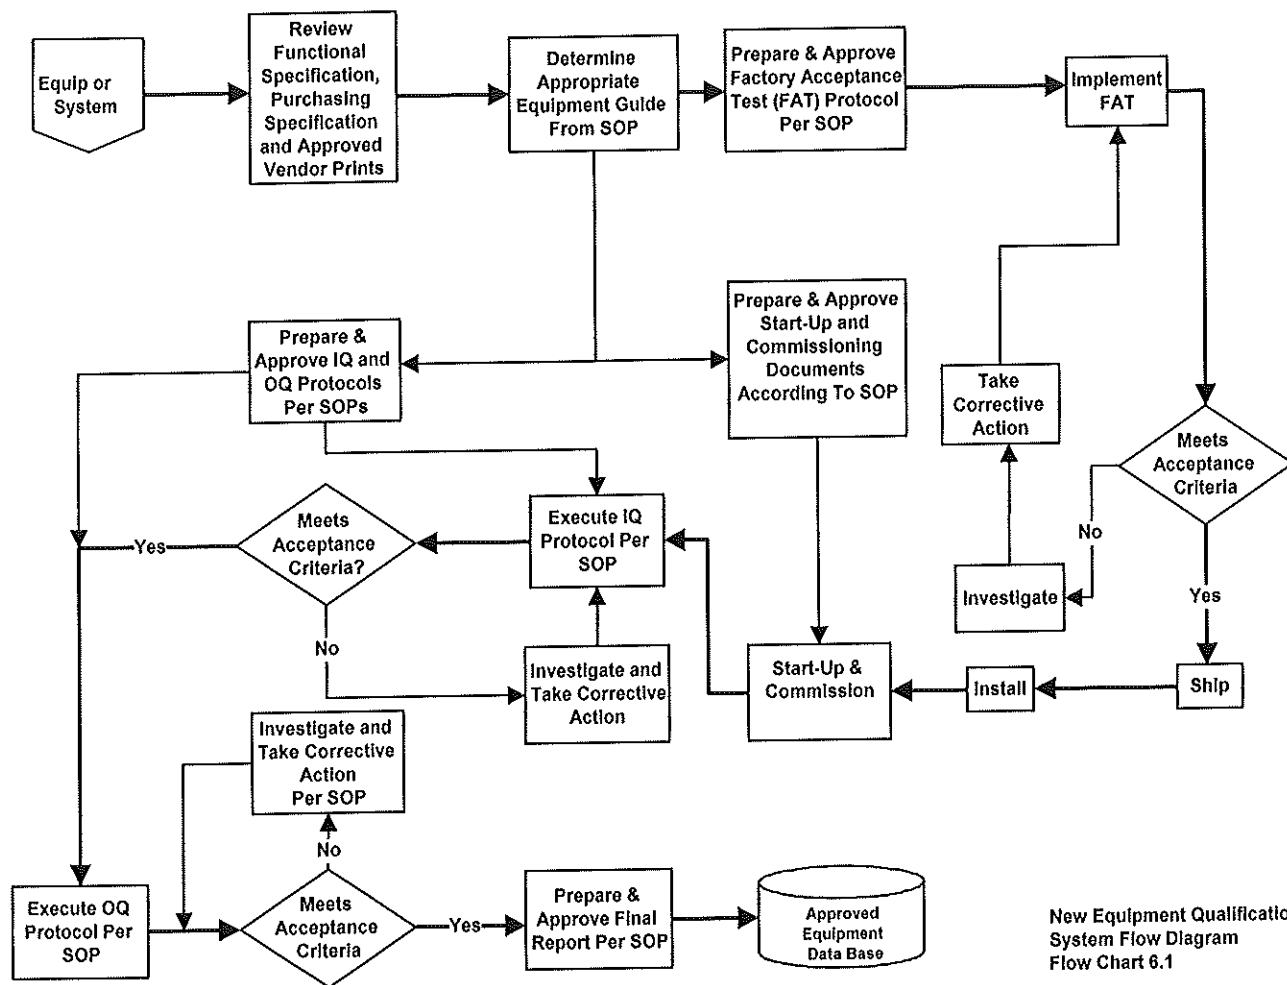 Equip or
System
Review
Functional
Specification,
Purchasing
Specification
and Approved
Vendor Prints
Determine
Appropriate
Equipment Guide
From SOP
Prepare & Approve
Factory Acceptance
Test (FAT) Protocol
Per SOP
Implement
FAT
Prepare &
Approve IQ and
OQ Protocols
Per SOPs
Prepare & Approve
Start-Up and
Commissioning
Documents
According To SOP
Take
Corrective
Action
Meets
Acceptance
Criteria
No
Yes
Investigate
Meets
Acceptance
Criteria?
Yes
No
Execute IQ
Protocol Per
SOP
Investigate and
Take Corrective
Action
Start-Up &
Commission
Install
Ship
Investigate and
Take Corrective
Action
Per SOP
No
Execute OQ
Protocol Per
SOP
Meets
Acceptance
Criteria
Yes
Prepare &
Approve Final
Report Per SOP
Approved
Equipment
Data Base
New Equipment Qualificatio
System Flow Diagram
Flow Chart 6.1